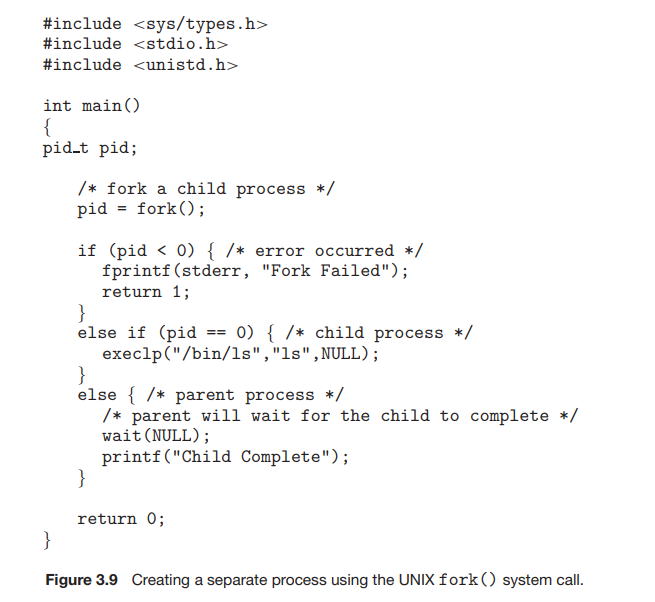 #include <sys/types.h>
#include <stdio.h>
#include <unistd.h>
int main()
{
pid_t pid;
/* fork a child process */
pid = fork();
if (pid < 0) { /* error occurred */
fprintf(stderr, "Fork Failed");
return 1;
}
else if (pid == 0) { /* child process */
execlp("/bin/ls","ls",NULL);
}
else { /* parent process */
/* parent will wait for the child to complete */
wait(NULL);
printf("Child Complete");
}
return 0;
}
Figure 3.9 Creating a separate process using the UNIX fork() system call.